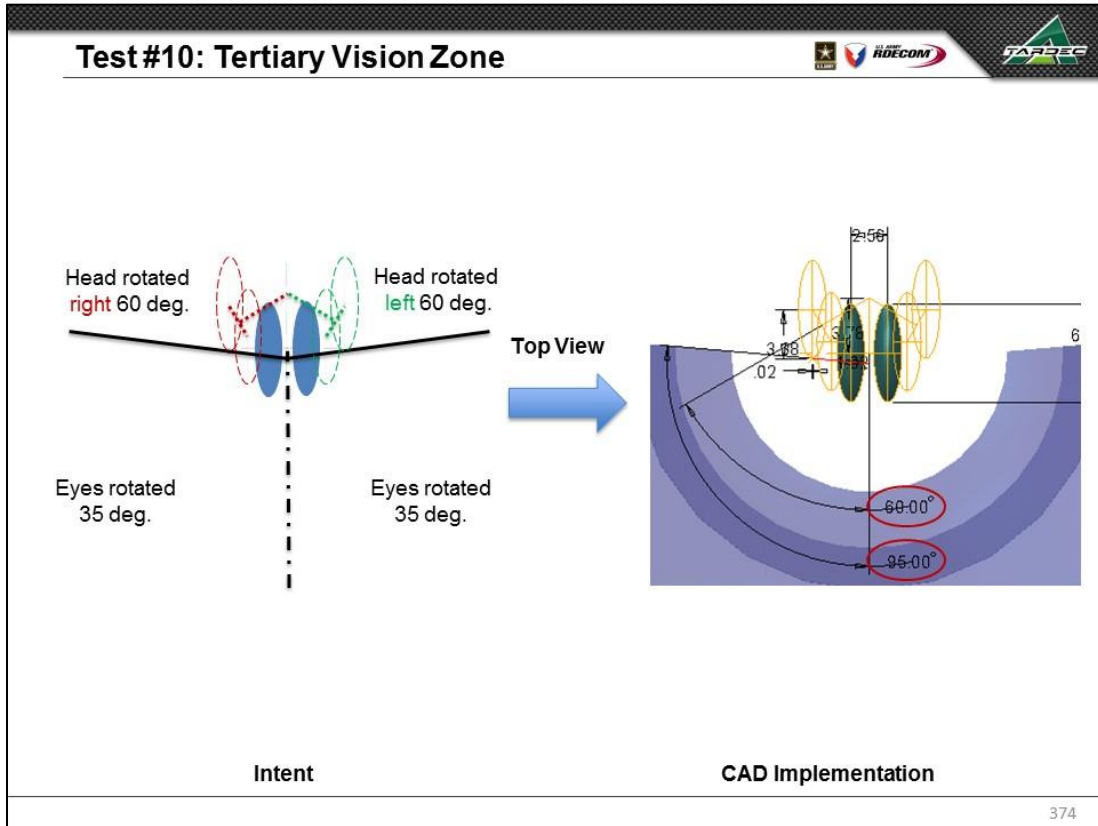 Test #10: Tertiary Vision Zone
U.S. ARMY
U.S. ARMY
RDECOM
TARDEC
Head rotated
right 60 deg.
Head rotated
left 60 deg.
Eyes rotated
35 deg.
Eyes rotated
35 deg.
Top View
2.56
6
.02
60.00°
95.00°
Intent
CAD Implementation
374